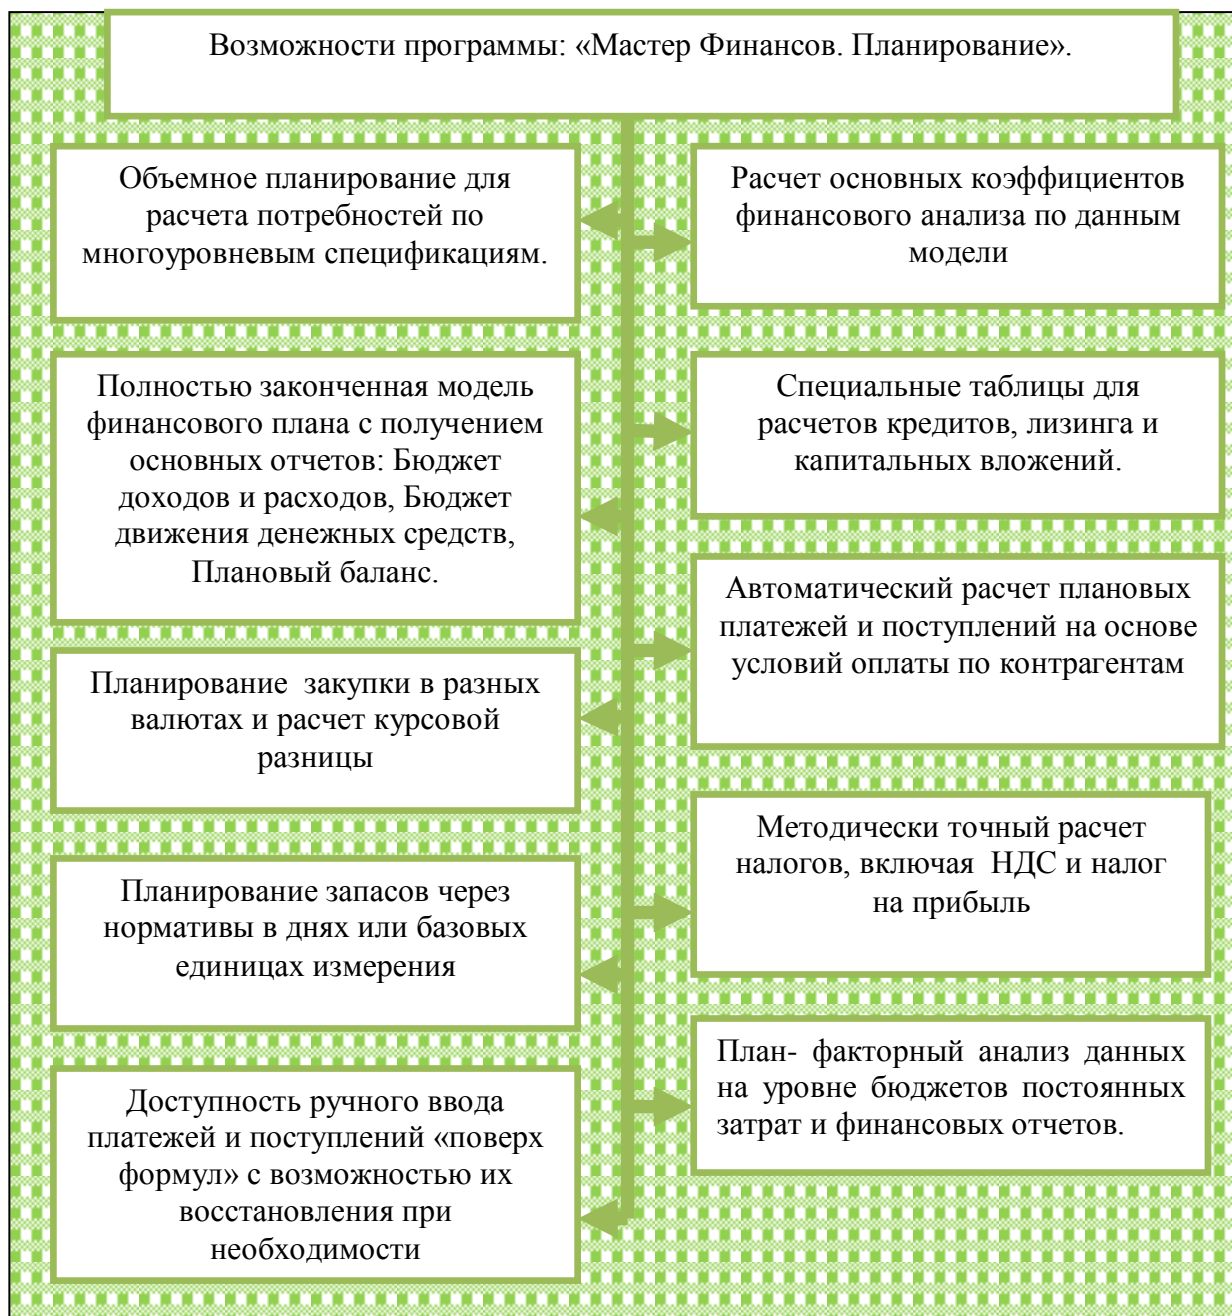 Возможности программы: «Мастер Финансов. Планирование».
Объемное планирование для
расчета потребностей по
многоуровневым спецификациям.
Полностью законченная модель
финансового плана с получением
основных отчетов: Бюджет
доходов и расходов, Бюджет
движения денежных средств,
Плановый баланс.
Планирование  закупки в разных
валютах и расчет курсовой
разницы
Планирование запасов через
нормативы в днях или базовых
единицах измерения
Доступность ручного ввода
платежей и поступлений «поверх
формул» с возможностью их
восстановления при
необходимости
Расчет основных коэффициентов
финансового анализа по данным
модели
Специальные таблицы для
расчетов кредитов, лизинга и
капитальных вложений.
Автоматический расчет плановых
платежей и поступлений на основе
условий оплаты по контрагентам
Методически точный расчет
налогов, включая  НДС и налог
на прибыль
План- факторный анализ данных
на уровне бюджетов постоянных
затрат и финансовых отчетов.